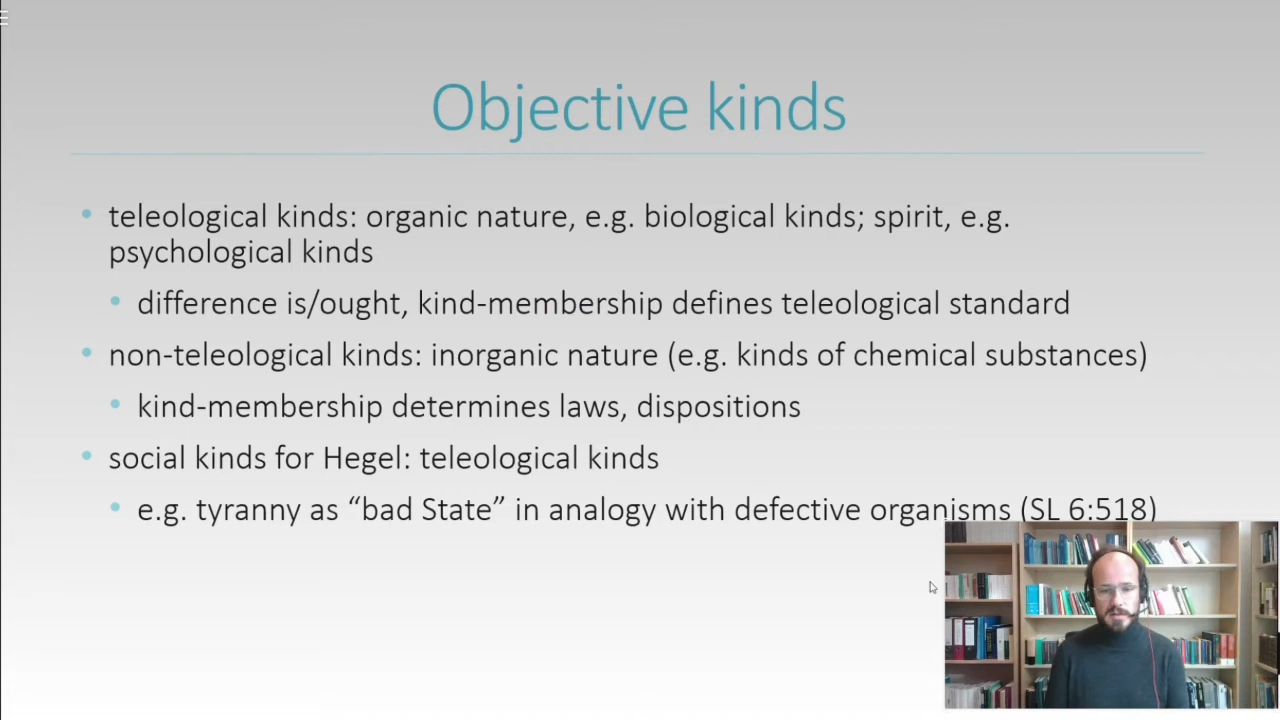 Objective kinds
• teleological kinds: organic nature, e.g. biological kinds; spirit, e.g.
psychological kinds
• difference is/ought, kind-membership defines teleological standard
• non-teleological kinds: inorganic nature (e.g. kinds of chemical substances)
• kind-membership determines laws, dispositions
• social kinds for Hegel: teleological kinds
• e.g. tyranny as “bad State” in analogy with defective organisms (SL 6:518)